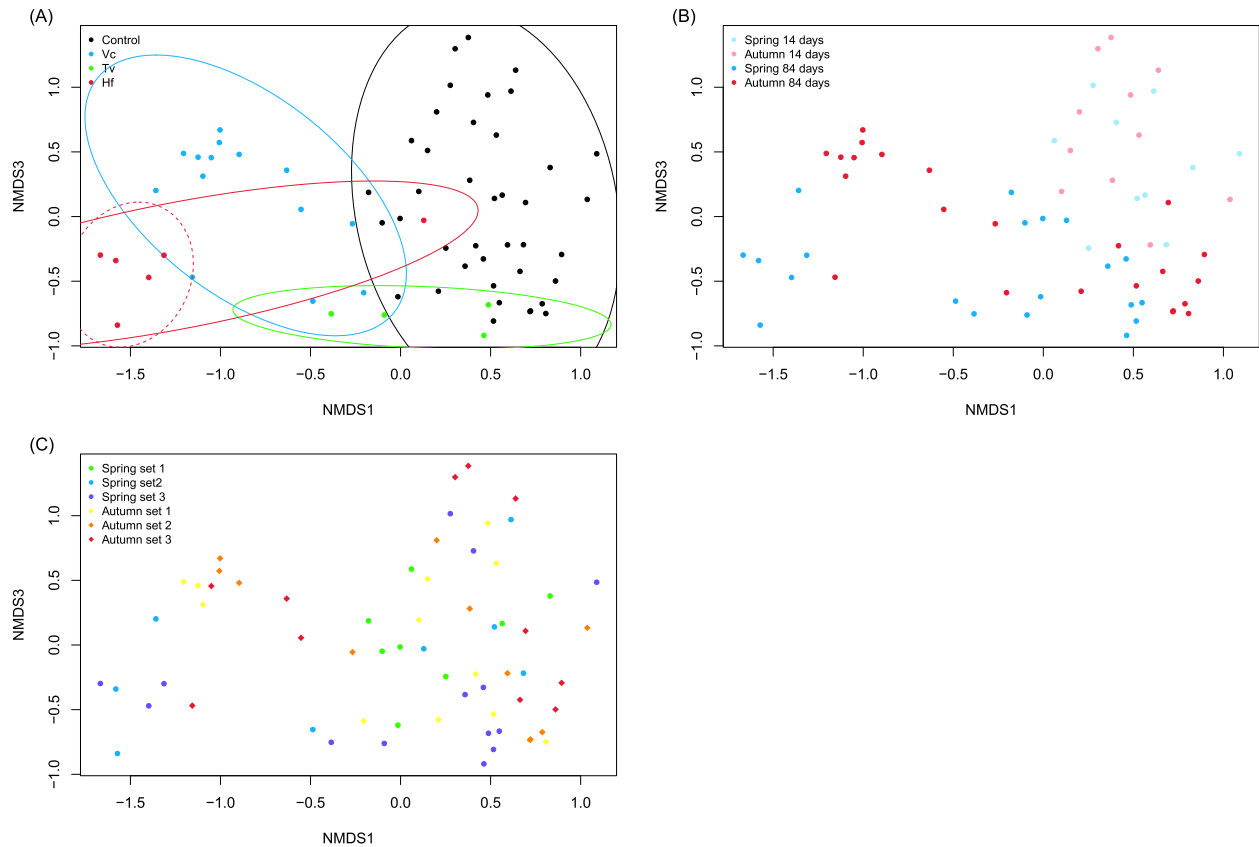 (A)
Control
Vc
Tv
Hf
1.0
0.5
0.0
−0.5
−1.0
NMDS3
−1.5
−1.0
−0.5
0.0
0.5
1.0
NMDS1
(B)
Spring 14 days
Autumn 14 days
Spring 84 days
Autumn 84 days
1.0
0.5
0.0
−0.5
−1.0
NMDS3
−1.5
−1.0
−0.5
0.0
0.5
1.0
NMDS1
(C)
Spring set 1
Spring set2
Spring set 3
Autumn set 1
Autumn set 2
Autumn set 3
1.0
0.5
0.0
−0.5
−1.0
NMDS3
−1.5
−1.0
−0.5
0.0
0.5
1.0
NMDS1